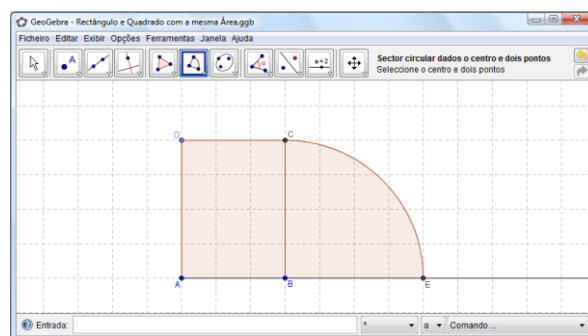 GeoGebra - Rectângulo e Quadrado com a mesma Área.ggb
Ficheiro Editar Exibir Opções Ferramentas Janela Ajuda
A
a=2
Sector circular dados o centro e dois pontos
Seleccione o centro e dois pontos
D
C
A
B
E
Entrada:
α
Comando ...